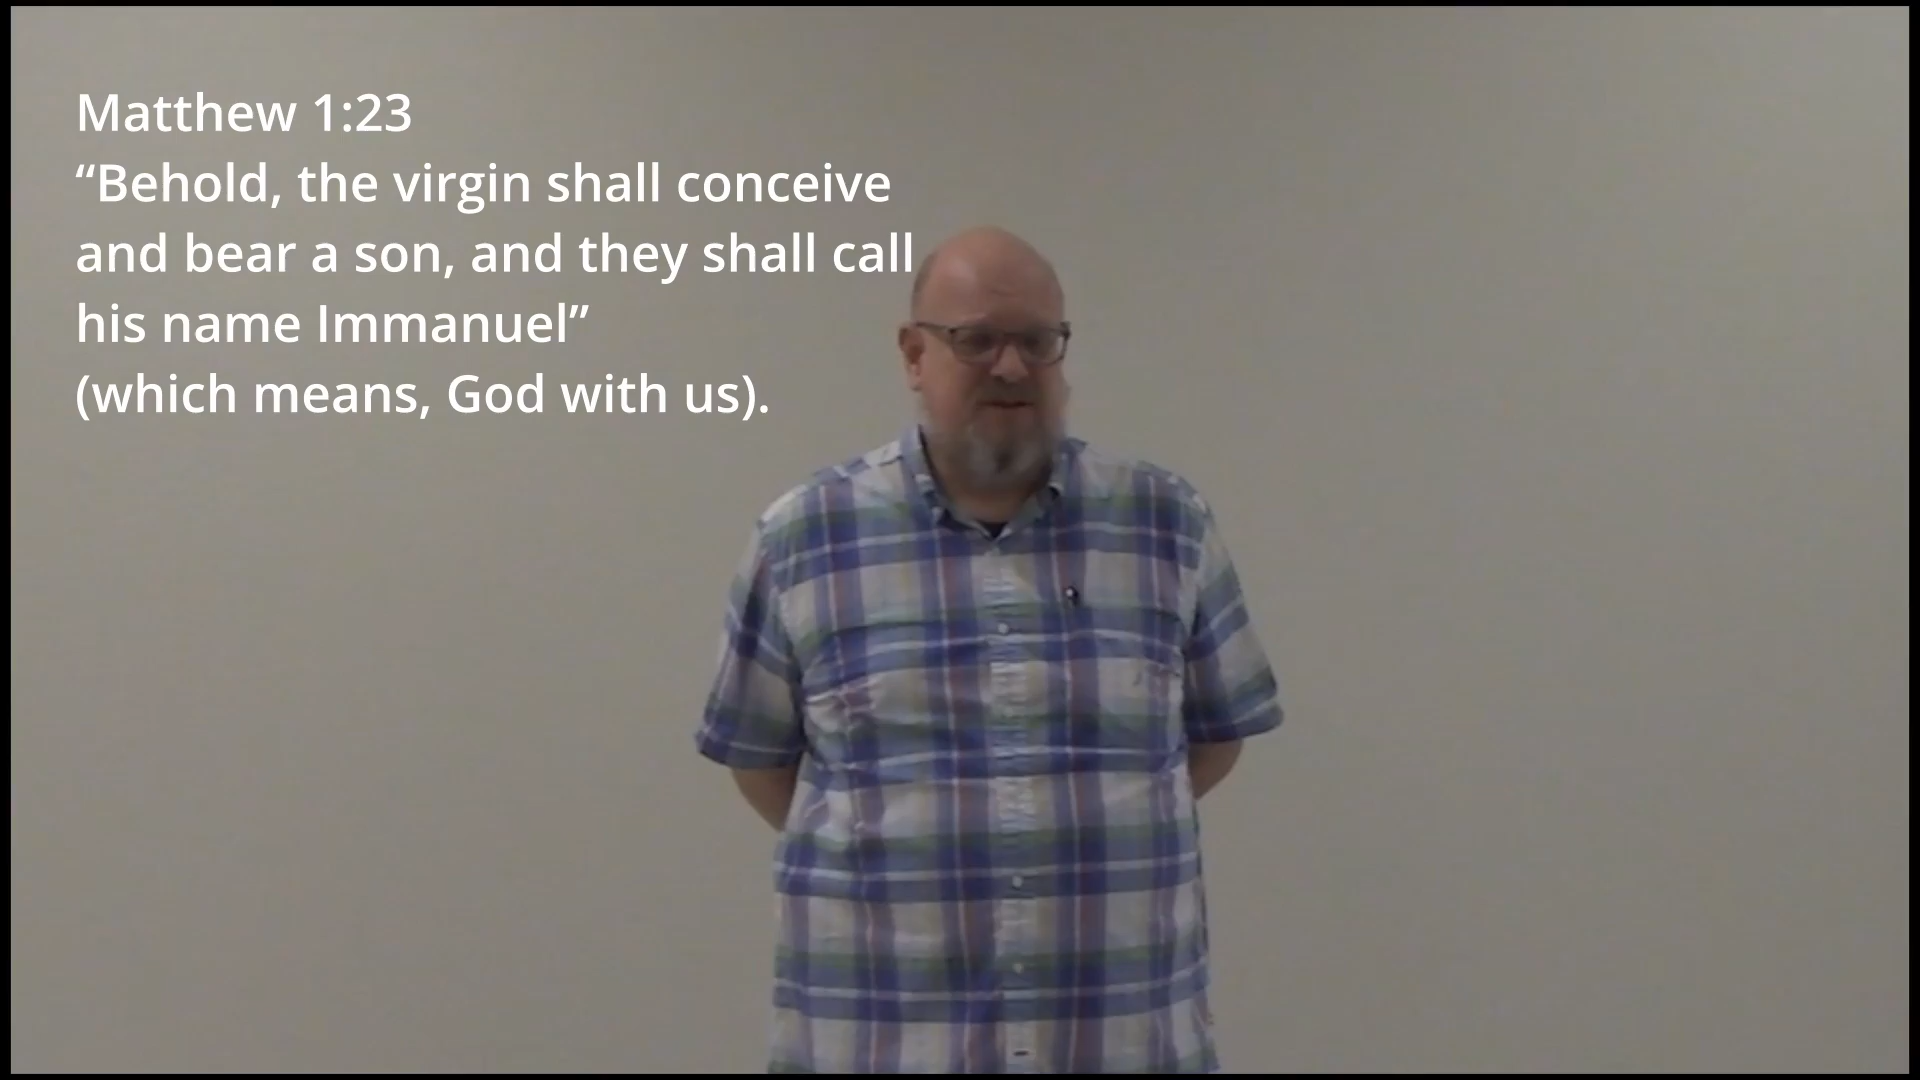 Matthew 1:23
“Behold, the virgin shall conceive
and bear a son, and they shall call
his name Immanuel”
(which means, God with us).